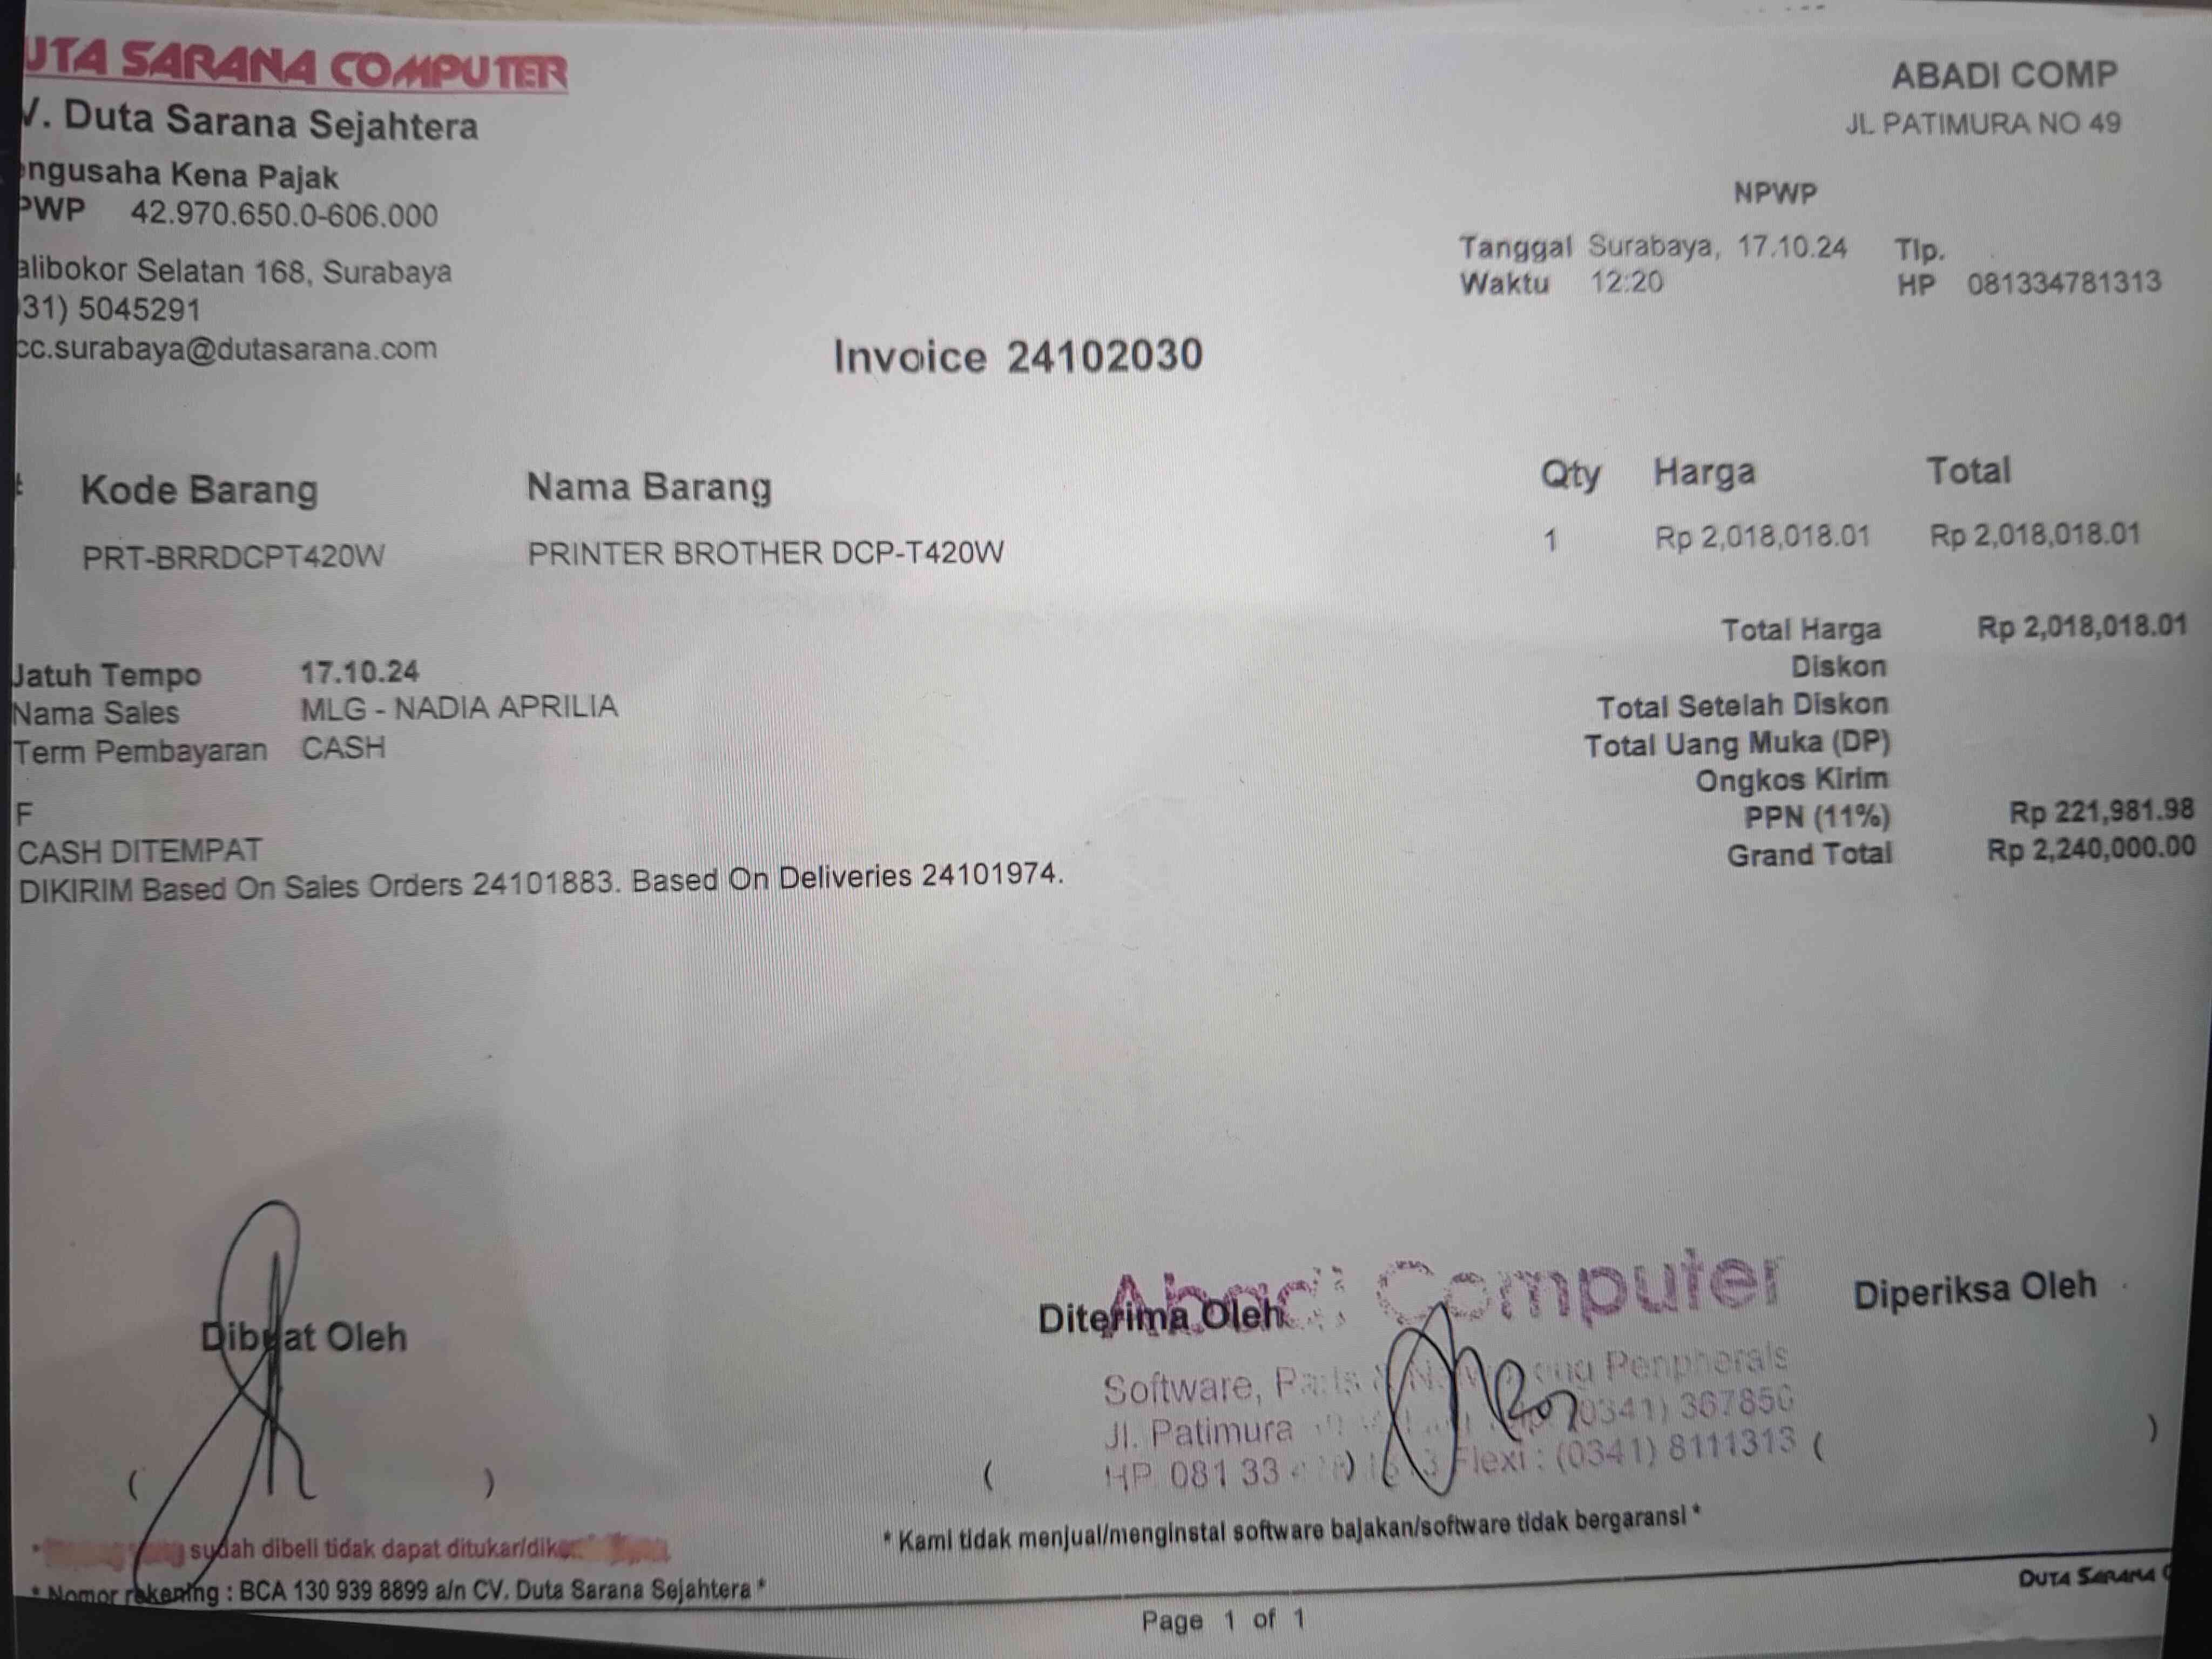 UTA SARANA COMPUTER
V. Duta Sarana Sejahtera
engusaha Kena Pajak
PWP 42.970.650.0-606.000
alibokor Selatan 168, Surabaya
31) 5045291
cc.surabaya@dutasarana.com
ABADI COMP
JL PATIMURA NO 49
NPWP
Tanggal Surabaya, 17.10.24 Tlp.
Waktu 12:20 HP 081334781313
Invoice 24102030
Kode Barang Nama Barang Qty Harga Total
PRT-BRRDCPT420W PRINTER BROTHER DCP-T420W 1 Rp 2,018,018.01 Rp 2,018,018.01
Total Harga Rp 2,018,018.01
Diskon
Total Setelah Diskon
Total Uang Muka (DP)
Ongkos Kirim
PPN (11%) Rp 221,981.98
Grand Total Rp 2,240,000.00
Jatuh Tempo 17.10.24
Nama Sales MLG - NADIA APRILIA
Term Pembayaran CASH
F
CASH DITEMPAT
DIKIRIM Based On Sales Orders 24101883. Based On Deliveries 24101974.
Dibuat Oleh
Diterima Oleh
Diperiksa Oleh
Abadi Computer
Software, Parts Peripherals
Jl. Patimura (0341) 367850
HP. 081 33 Flexi : (0341) 8111313
( ) ( ) ( )
* sudah dibeli tidak dapat ditukar/
* Kami tidak menjual/menginstal software bajakan/software tidak bergaransi *
* Nomor rekening : BCA 130 939 8899 a/n CV. Duta Sarana Sejahtera *
DUTA SARANA C
Page 1 of 1